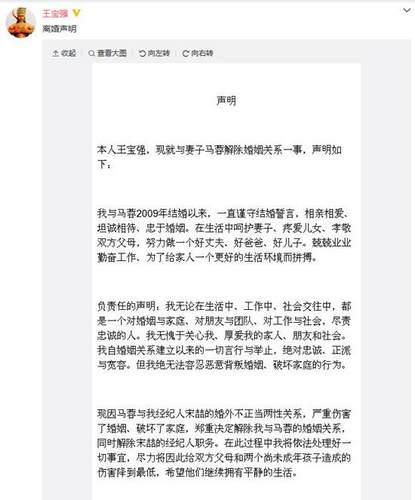 王宝强
离婚声明
收起 查看大图 向左转 向右转
声明
本人王宝强，现就与妻子马蓉解除婚姻关系一事，声明如
下：
我与马蓉2009年结婚以来，一直谨守结婚誓言，相亲相爱、
坦诚相待、忠于婚姻。在生活中呵护妻子、疼爱儿女、孝敬
双方父母，努力做一个好丈夫、好爸爸、好儿子。兢兢业业
勤奋工作、为了给家人一个更好的生活环境而拼搏。
负责任的声明：我无论在生活中、工作中、社会交往中，都
是一个对婚姻与家庭、对朋友与团队、对工作与社会，尽责
忠诚的人。我无愧于关心我、厚爱我的家人、朋友和社会。
我自婚姻关系建立以来的一切言行与举止，绝对忠诚、正派
与宽容。但我绝无法容忍恶意背叛婚姻、破坏家庭的行为。
现因马蓉与我经纪人宋喆的婚外不正当两性关系，严重伤害
了婚姻、破坏了家庭，郑重决定解除我与马蓉的婚姻关系，
同时解除宋喆的经纪人职务。在此过程中我将依法处理好一
切事宜，尽力将因此给双方父母和两个尚未成年孩子造成的
伤害降到最低，希望他们继续拥有平静的生活。